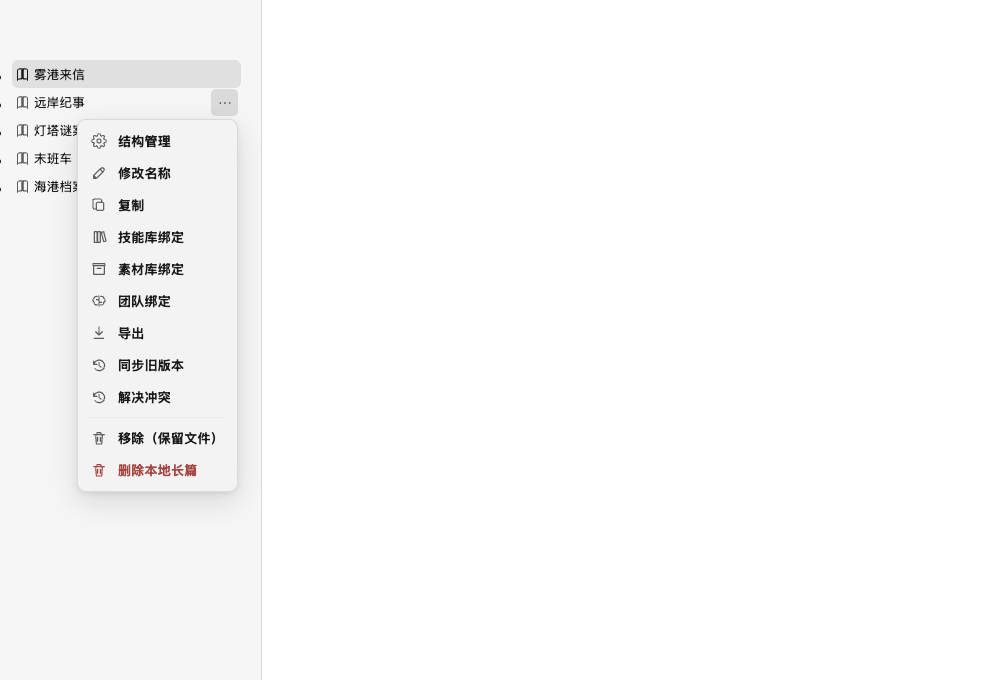 雾港来信
远岸纪事
灯塔谜
末班车
海港档
结构管理
修改名称
复制
技能库绑定
素材库绑定
团队绑定
导出
同步旧版本
解决冲突
移除（保留文件）
删除本地长篇